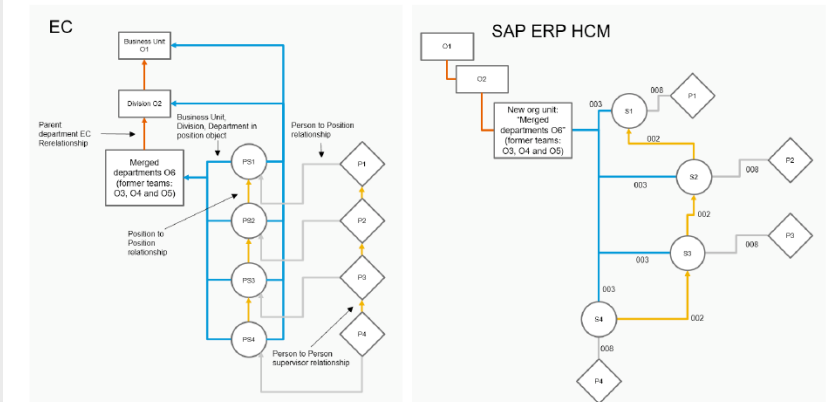 EC
Business Unit
O1
Division O2
Parent
department EC
Rerelationship
Business Unit,
Division, Department in
position object
Person to Position
relationship
Merged
departments O6
(former teams:
O3, O4 and O5)
PS1
P1
Position to
Position
relationship
PS2
P2
PS3
P3
PS4
P4
Person to Person
supervisor relationship
SAP ERP HCM
O1
O2
New org unit:
"Merged
departments O6"
(former teams:
O3, O4 and O5)
003
S1
008
P1
002
003
S2
008
P2
002
003
S3
008
P3
003
S4
002
008
P4